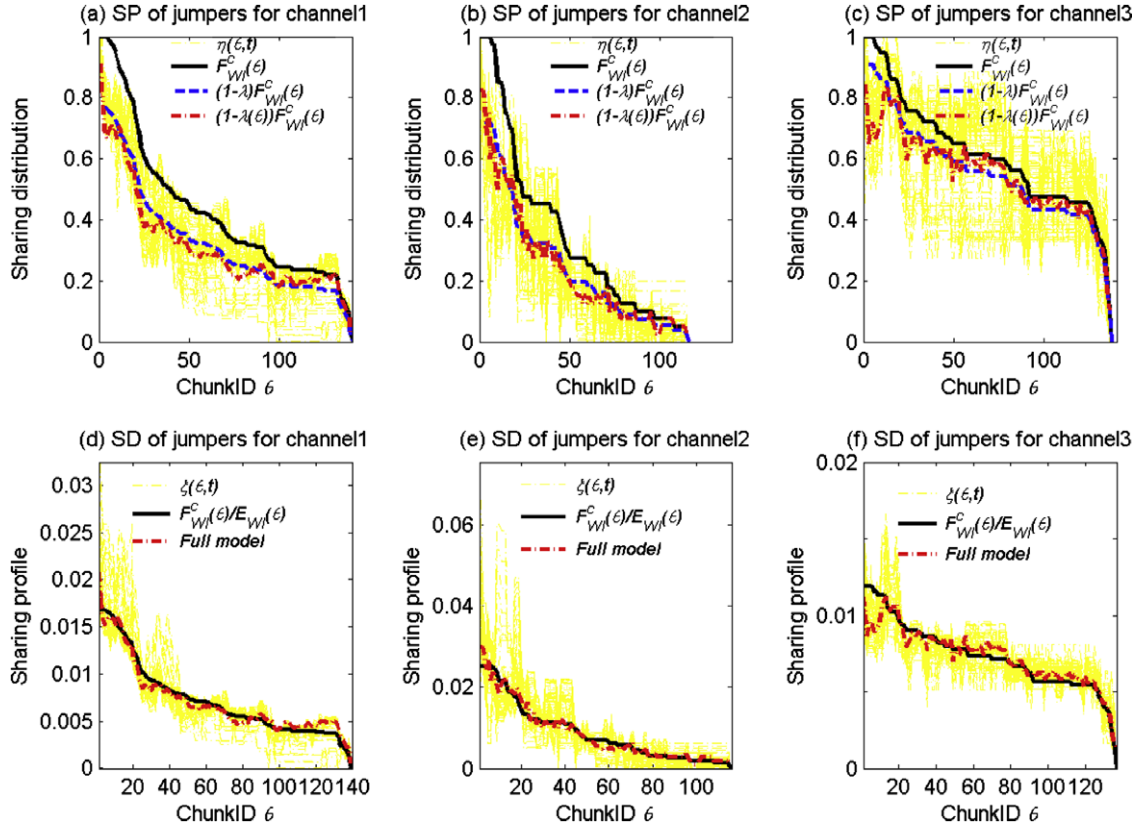 (a) SP of jumpers for channel1
1
0.8
0.6
0.4
0.2
0
0
50
100
Sharing distribution
ChunkID ϵ
η(ϵ,t)
F^C_WI(ϵ)
(1-λ)F^C_WI(ϵ)
(1-λ(ϵ))F^C_WI(ϵ)
(b) SP of jumpers for channel2
1
0.8
0.6
0.4
0.2
0
0
50
100
Sharing distribution
ChunkID ϵ
η(ϵ,t)
F^C_WI(ϵ)
(1-λ)F^C_WI(ϵ)
(1-λ(ϵ))F^C_WI(ϵ)
(c) SP of jumpers for channel3
1
0.8
0.6
0.4
0.2
0
0
50
100
Sharing distribution
ChunkID ϵ
η(ϵ,t)
F^C_WI(ϵ)
(1-λ)F^C_WI(ϵ)
(1-λ(ϵ))F^C_WI(ϵ)
(d) SD of jumpers for channel1
0.03
0.025
0.02
0.015
0.01
0.005
0
20
40
60
80
100
120
140
Sharing profile
ChunkID ϵ
ξ(ϵ,t)
F^C_WI(ϵ)/E_WI(ϵ)
Full model
(e) SD of jumpers for channel2
0.06
0.04
0.02
0
20
40
60
80
100
Sharing profile
ChunkID ϵ
ξ(ϵ,t)
F^C_WI(ϵ)/E_WI(ϵ)
Full model
(f) SD of jumpers for channel3
0.02
0.01
0
20
40
60
80
100
120
Sharing profile
ChunkID ϵ
ξ(ϵ,t)
F^C_WI(ϵ)/E_WI(ϵ)
Full model